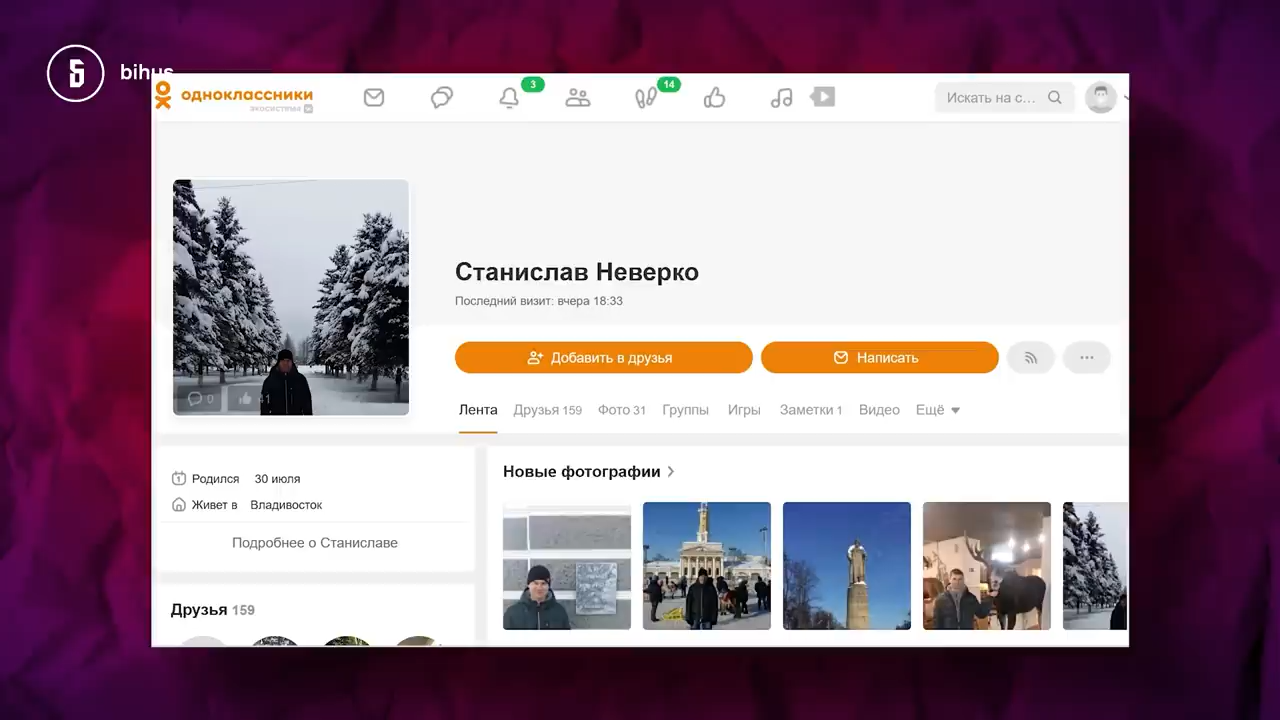 bihus
3
14
одноклассники
экосистема
Искать на с...
Станислав Неверко
Последний визит: вчера 18:33
Добавить в друзья
Написать
0
41
Лента Друзья 159 Фото 31 Группы Игры Заметки 1 Видео Ещё
Родился 30 июля
Живет в Владивосток
Подробнее о Станиславе
Друзья 159
Новые фотографии